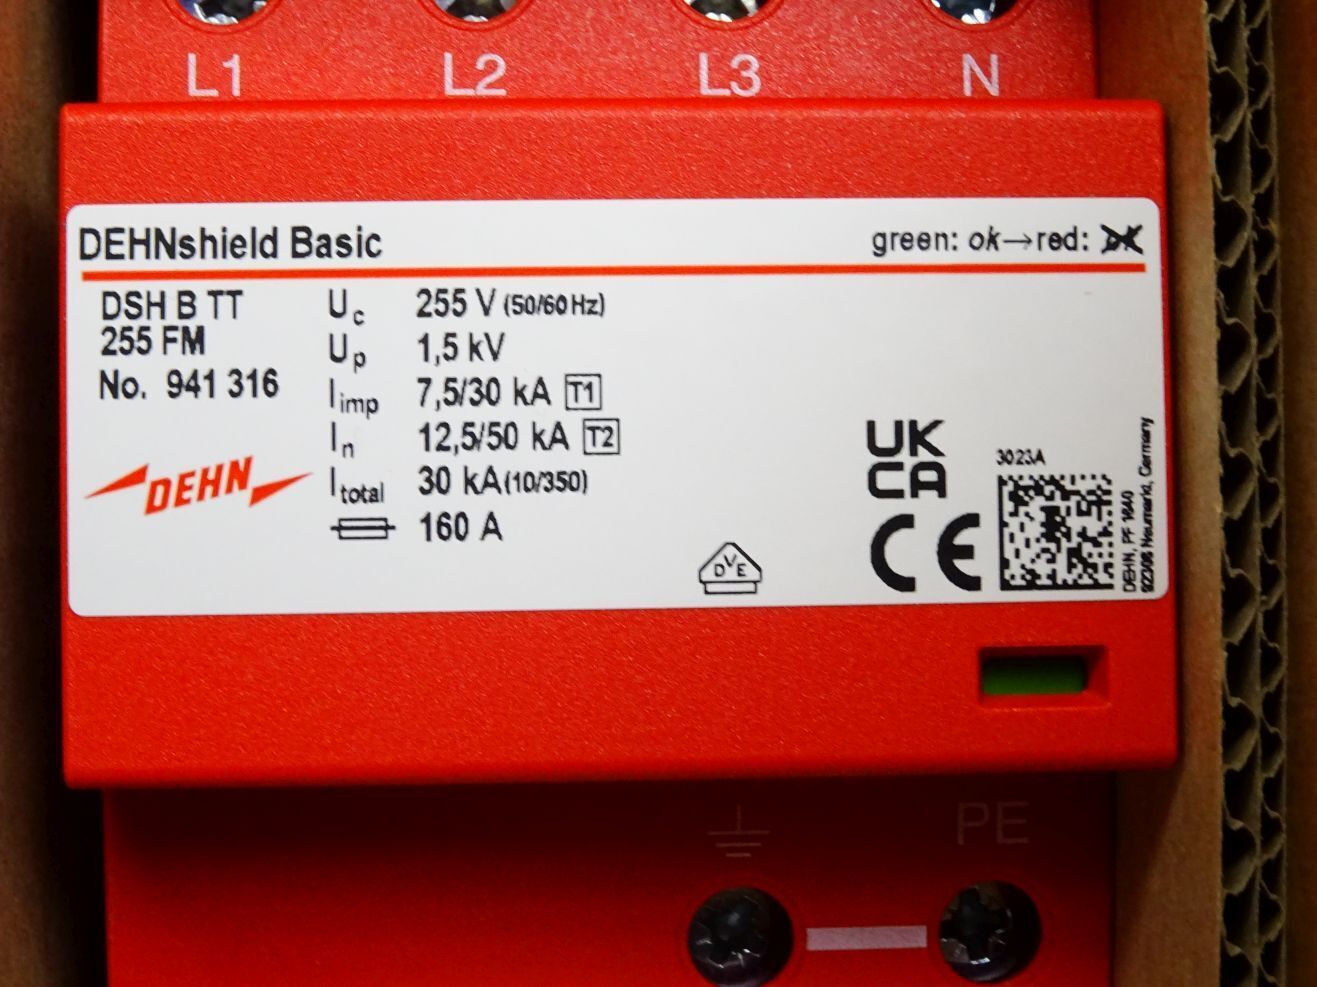 L1 L2 L3 N
DEHNshield Basic green: ok→red: ok
DSH B TT
255 FM
No. 941 316
Uc 255 V (50/60 Hz)
Up 1,5 kV
Iimp 7,5/30 kA T1
In 12,5/50 kA T2
Itotal 30 kA (10/350)
160 A
DEHN
DVE
UK
CA
CE
3023A
DEHN, PF 1640
92306 Neumarkt, Germany
PE